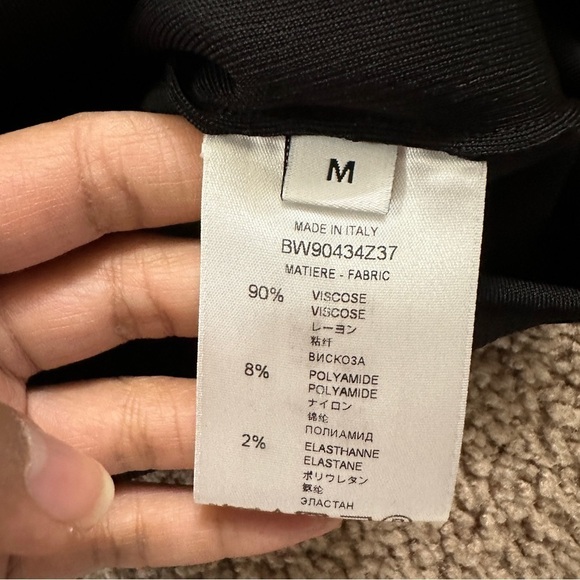 M
MADE IN ITALY
BW90434Z37
MATIERE - FABRIC
90% VISCOSE
VISCOSE
レーヨン
粘纤
ВИСКОЗА
8% POLYAMIDE
POLYAMIDE
ナイロン
锦纶
ПОЛИАМИД
2% ELASTHANNE
ELASTANE
ポリウレタン
氨纶
ЭЛАСТАН